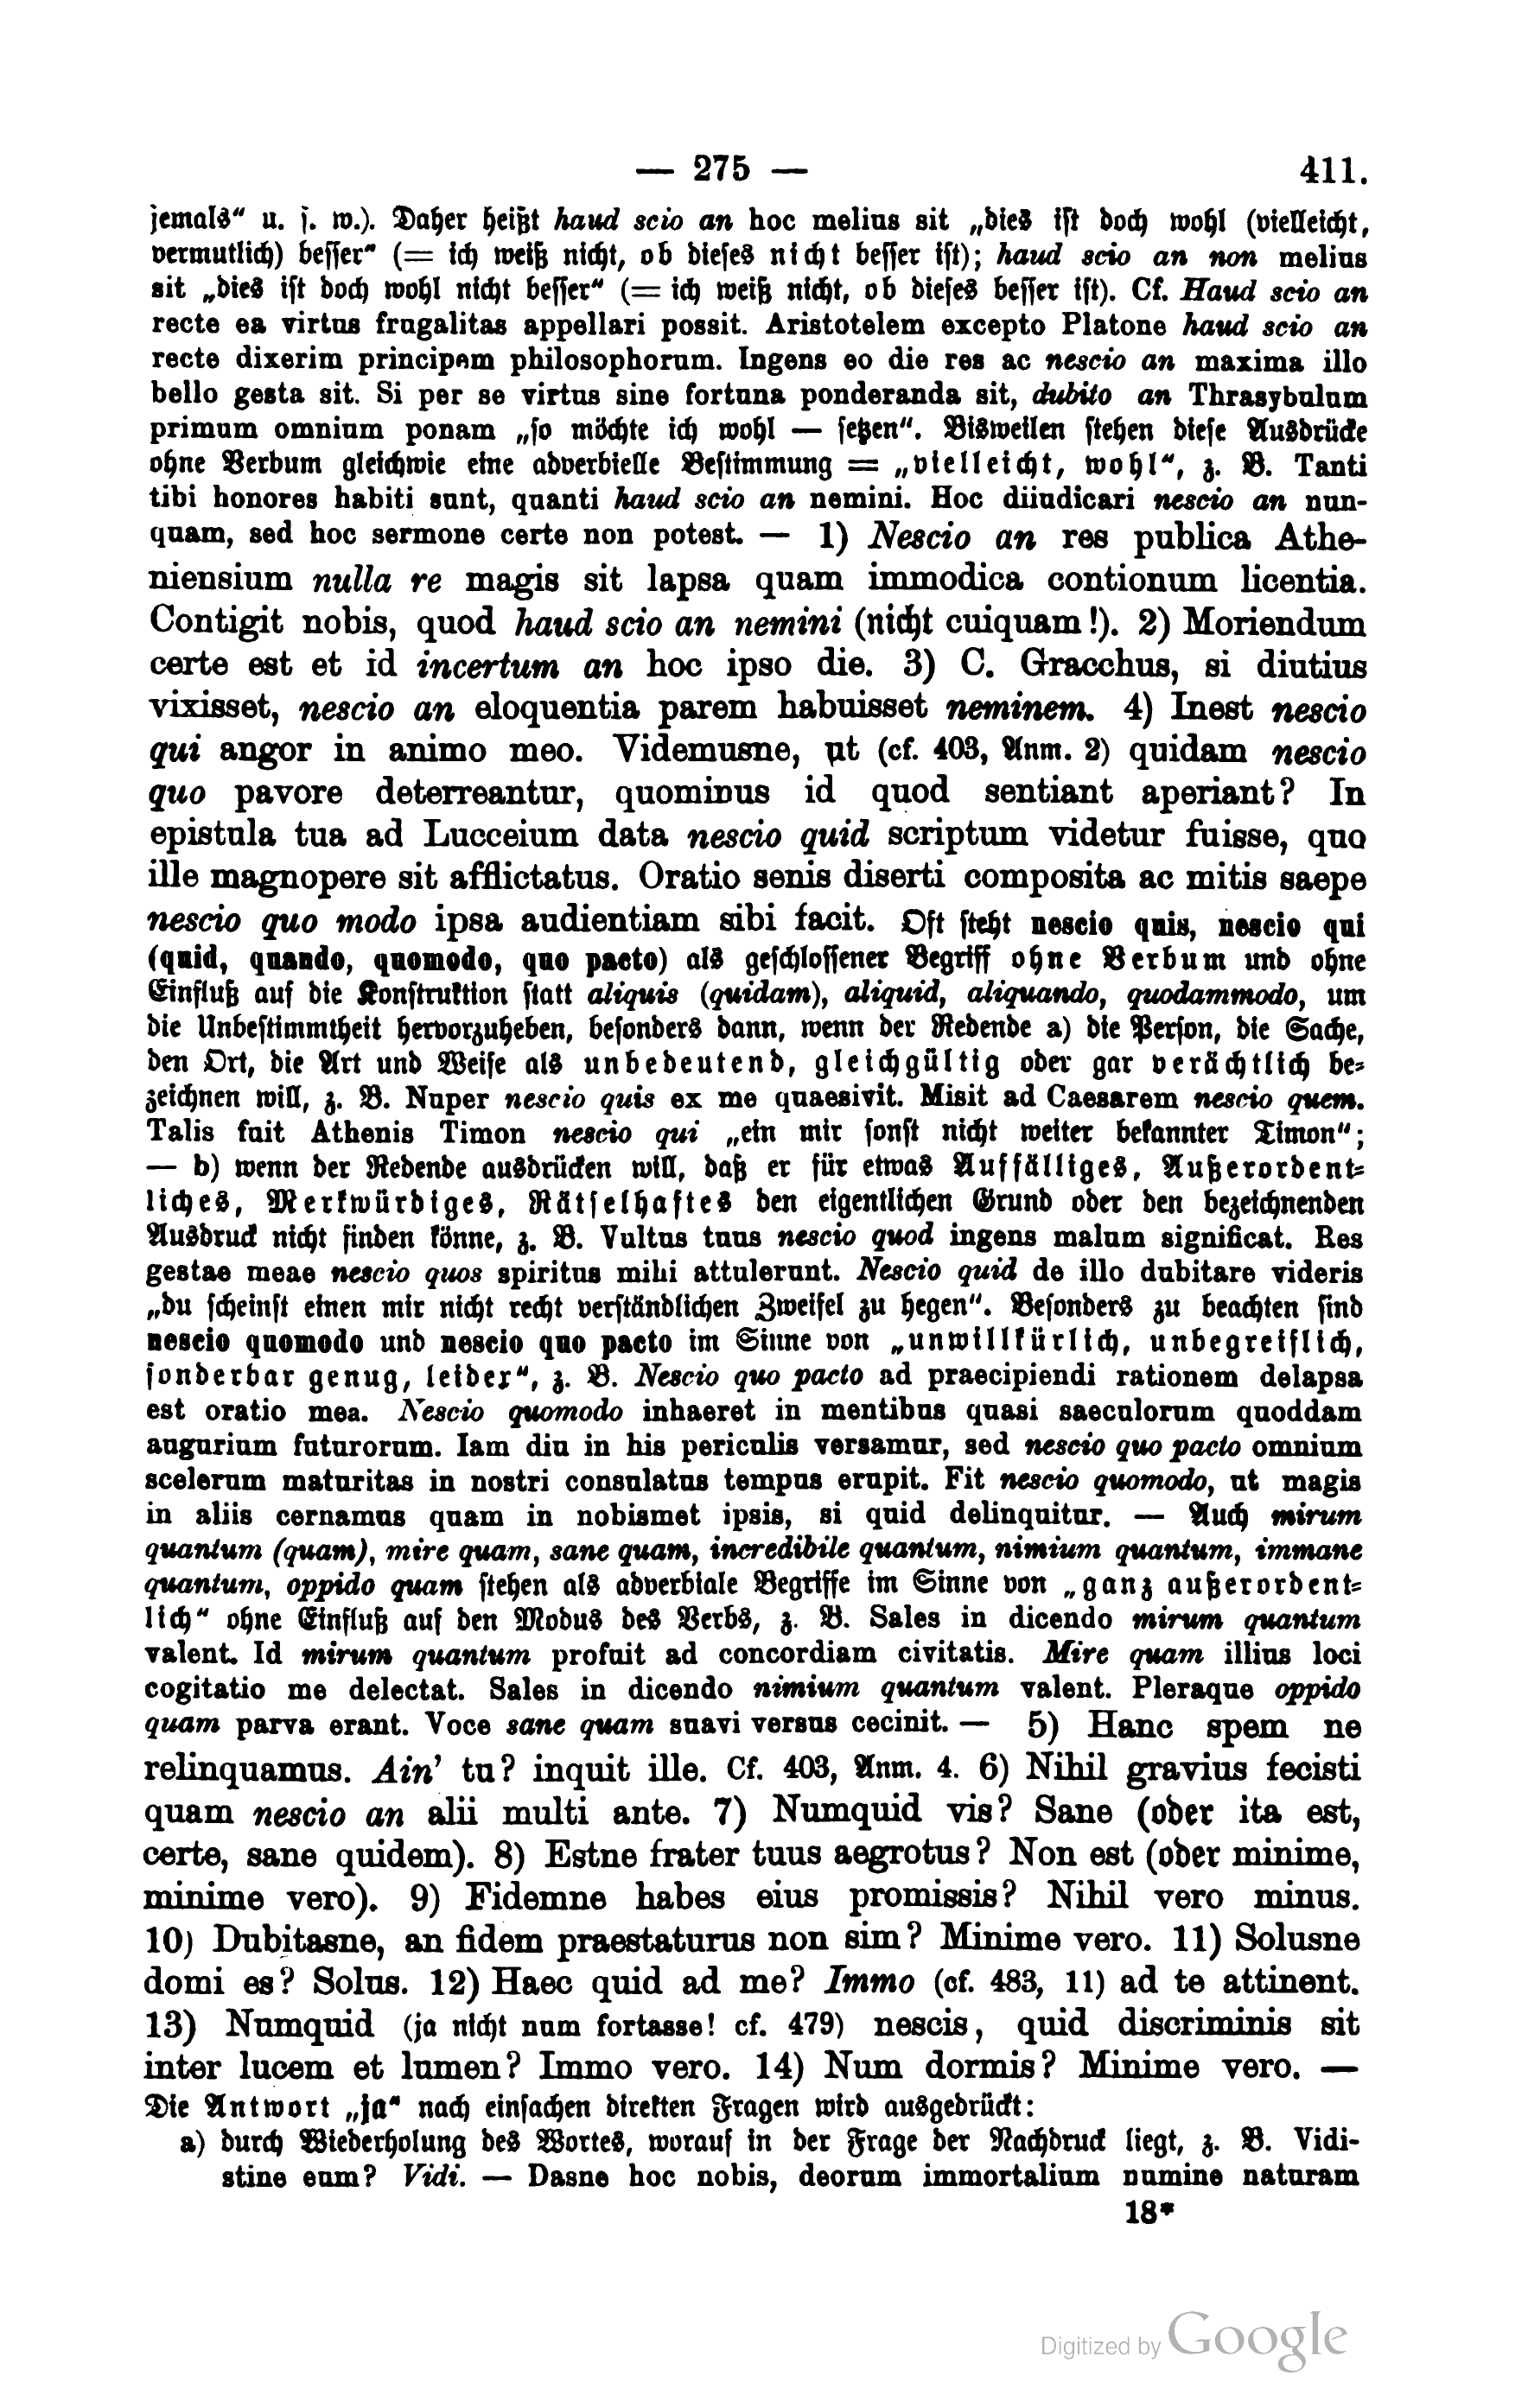 — 275 — 411.
jemals“ u. s. w.). Daher heißt haud scio an hoc melius sit „dies ist doch wohl (vielleicht,
vermutlich) besser“ (= ich weiß nicht, ob dieses nicht besser ist); haud scio an non melius
sit „dies ist doch wohl nicht besser“ (= ich weiß nicht, ob dieses besser ist). Cf. Haud scio an
recte ea virtus frugalitas appellari possit. Aristotelem excepto Platone haud scio an
recte dixerim principem philosophorum. Ingens eo die res ac nescio an maxima illo
bello gesta sit. Si per se virtus sine fortuna ponderanda sit, dubito an Thrasybulum
primum omnium ponam „so möchte ich wohl — setzen“. Bisweilen stehen diese Ausdrücke
ohne Verbum gleichwie eine adverbielle Bestimmung = „vielleicht, wohl“, z. B. Tanti
tibi honores habiti sunt, quanti haud scio an nemini. Hoc diiudicari nescio an nun-
quam, sed hoc sermone certe non potest. — 1) Nescio an res publica Athe-
niensium nulla re magis sit lapsa quam immodica contionum licentia.
Contigit nobis, quod haud scio an nemini (nicht cuiquam!). 2) Moriendum
certe est et id incertum an hoc ipso die. 3) C. Gracchus, si diutius
vixisset, nescio an eloquentia parem habuisset neminem. 4) Inest nescio
qui angor in animo meo. Videmusne, ut (cf. 403, Anm. 2) quidam nescio
quo pavore deterreantur, quominus id quod sentiant aperiant? In
epistula tua ad Lucceium data nescio quid scriptum videtur fuisse, quo
ille magnopere sit afflictatus. Oratio senis diserti composita ac mitis saepe
nescio quo modo ipsa audientiam sibi facit. Oft steht nescio quis, nescio qui
(quid, quando, quomodo, quo pacto) als geschlossener Begriff ohne Verbum und ohne
Einfluß auf die Konstruktion statt aliquis (quidam), aliquid, aliquando, quodammodo, um
die Unbestimmtheit hervorzuheben, besonders dann, wenn der Redende a) die Person, die Sache,
den Ort, die Art und Weise als unbedeutend, gleichgültig oder gar verächtlich be-
zeichnen will, z. B. Nuper nescio quis ex me quaesivit. Misit ad Caesarem nescio quem.
Talis fuit Athenis Timon nescio qui „ein mir sonst nicht weiter bekannter Timon“;
— b) wenn der Redende ausdrücken will, daß er für etwas Auffälliges, Außerordent-
liches, Merkwürdiges, Rätselhaftes den eigentlichen Grund oder den bezeichnenden
Ausdruck nicht finden könne, z. B. Vultus tuus nescio quod ingens malum significat. Res
gestae meae nescio quos spiritus mihi attulerunt. Nescio quid de illo dubitare videris
„du scheinst einen mir nicht recht verständlichen Zweifel zu hegen“. Besonders zu beachten sind
nescio quomodo und nescio quo pacto im Sinne von „unwillkürlich, unbegreiflich,
sonderbar genug, leider“, z. B. Nescio quo pacto ad praecipiendi rationem delapsa
est oratio mea. Nescio quomodo inhaeret in mentibus quasi saeculorum quoddam
augurium futurorum. Iam diu in his periculis versamur, sed nescio quo pacto omnium
scelerum maturitas in nostri consulatus tempus erupit. Fit nescio quomodo, ut magis
in aliis cernamus quam in nobismet ipsis, si quid delinquitur. — Auch mirum
quantum (quam), mire quam, sane quam, incredibile quantum, nimium quantum, immane
quantum, oppido quam stehen als adverbiale Begriffe im Sinne von „ganz außerordent-
lich“ ohne Einfluß auf den Modus des Verbs, z. B. Sales in dicendo mirum quantum
valent. Id mirum quantum profuit ad concordiam civitatis. Mire quam illius loci
cogitatio me delectat. Sales in dicendo nimium quantum valent. Pleraque oppido
quam parva erant. Voce sane quam suavi versus cecinit. — 5) Hanc spem ne
relinquamus. Ain’ tu? inquit ille. Cf. 403, Anm. 4. 6) Nihil gravius fecisti
quam nescio an alii multi ante. 7) Numquid vis? Sane (oder ita est,
certe, sane quidem). 8) Estne frater tuus aegrotus? Non est (oder minime,
minime vero). 9) Fidemne habes eius promissis? Nihil vero minus.
10) Dubitasne, an fidem praestaturus non sim? Minime vero. 11) Solusne
domi es? Solus. 12) Haec quid ad me? Immo (cf. 483, 11) ad te attinent.
13) Numquid (ja nicht num fortasse! cf. 479) nescis, quid discriminis sit
inter lucem et lumen? Immo vero. 14) Num dormis? Minime vero. —
Die Antwort „ja“ nach einfachen direkten Fragen wird ausgedrückt:
a) durch Wiederholung des Wortes, worauf in der Frage der Nachdruck liegt, z. B. Vidi-
stine eum? Vidi. — Dasne hoc nobis, deorum immortalium numine naturam
18*
Digitized by Google